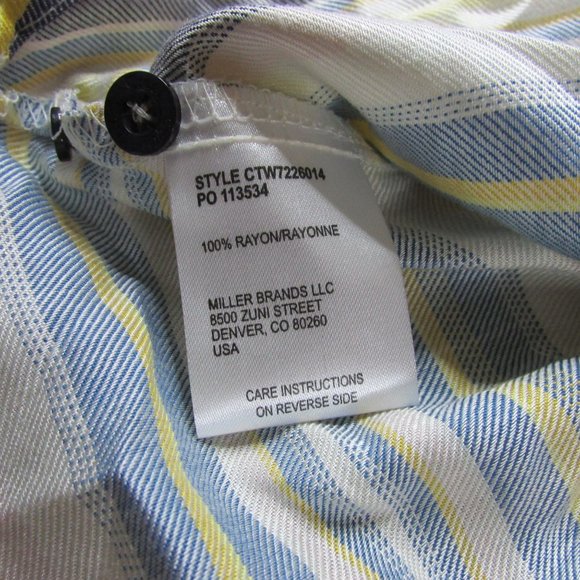 STYLE CTW7226014
PO 113534
100% RAYON/RAYONNE
MILLER BRANDS LLC
8500 ZUNI STREET
DENVER, CO 80260
USA
CARE INSTRUCTIONS
ON REVERSE SIDE